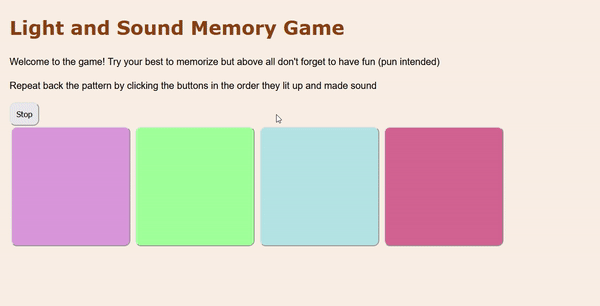 Light and Sound Memory Game
Welcome to the game! Try your best to memorize but above all don't forget to have fun (pun intended)
Repeat back the pattern by clicking the buttons in the order they lit up and made sound
Stop